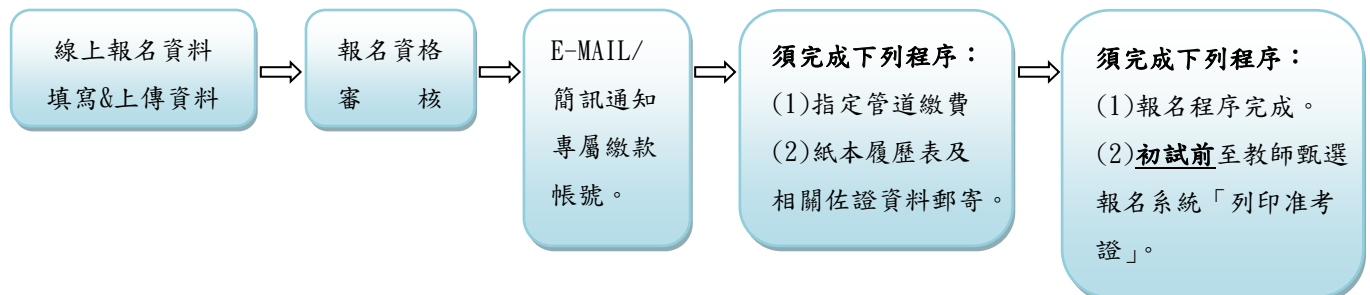 線上報名資料
填寫&上傳資料
報名資格
審　　核
E-MAIL/
簡訊通知
專屬繳款
帳號。
須完成下列程序：
(1)指定管道繳費
(2)紙本履歷表及
相關佐證資料郵寄。
須完成下列程序：
(1)報名程序完成。
(2)初試前至教師甄選
報名系統「列印准考
證」。